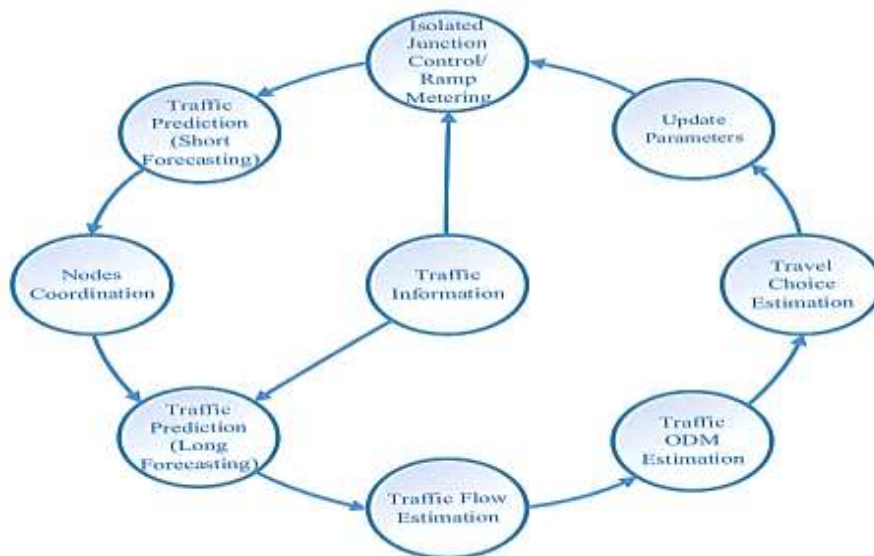 Isolated
Junction
Control/
Ramp
Metering
Traffic
Prediction
(Short
Forecasting)
Update
Parameters
Nodes
Coordination
Traffic
Information
Travel
Choice
Estimation
Traffic
Prediction
(Long
Forecasting)
Traffic
ODM
Estimation
Traffic Flow
Estimation